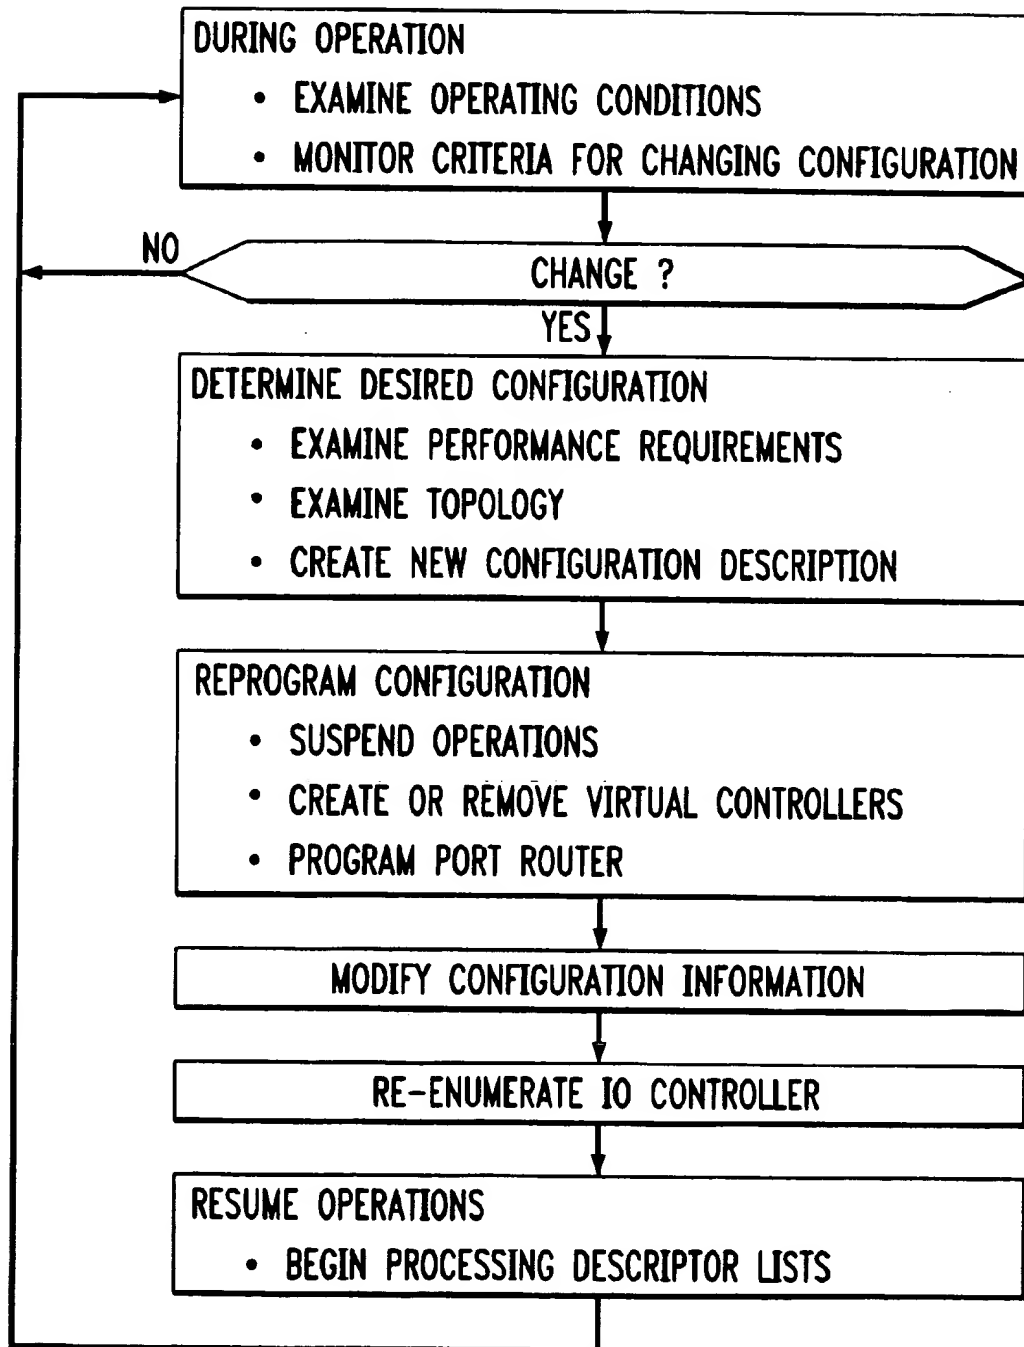 DURING OPERATION
• EXAMINE OPERATING CONDITIONS
• MONITOR CRITERIA FOR CHANGING CONFIGURATION
NO
CHANGE ?
YES
DETERMINE DESIRED CONFIGURATION
• EXAMINE PERFORMANCE REQUIREMENTS
• EXAMINE TOPOLOGY
• CREATE NEW CONFIGURATION DESCRIPTION
REPROGRAM CONFIGURATION
• SUSPEND OPERATIONS
• CREATE OR REMOVE VIRTUAL CONTROLLERS
• PROGRAM PORT ROUTER
MODIFY CONFIGURATION INFORMATION
RE-ENUMERATE IO CONTROLLER
RESUME OPERATIONS
• BEGIN PROCESSING DESCRIPTOR LISTS